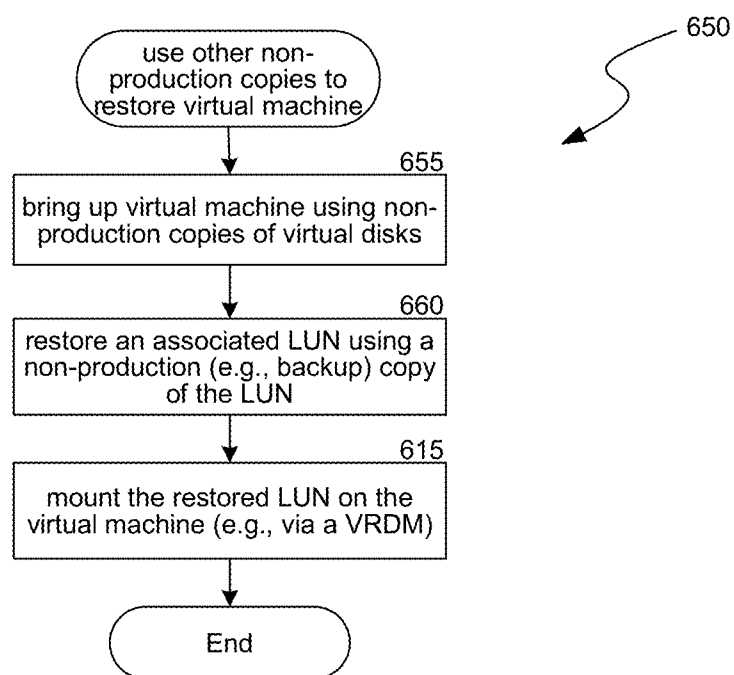 650
use other non-
production copies to
restore virtual machine
655
bring up virtual machine using non-
production copies of virtual disks
660
restore an associated LUN using a
non-production (e.g., backup) copy
of the LUN
615
mount the restored LUN on the
virtual machine (e.g., via a VRDM)
End